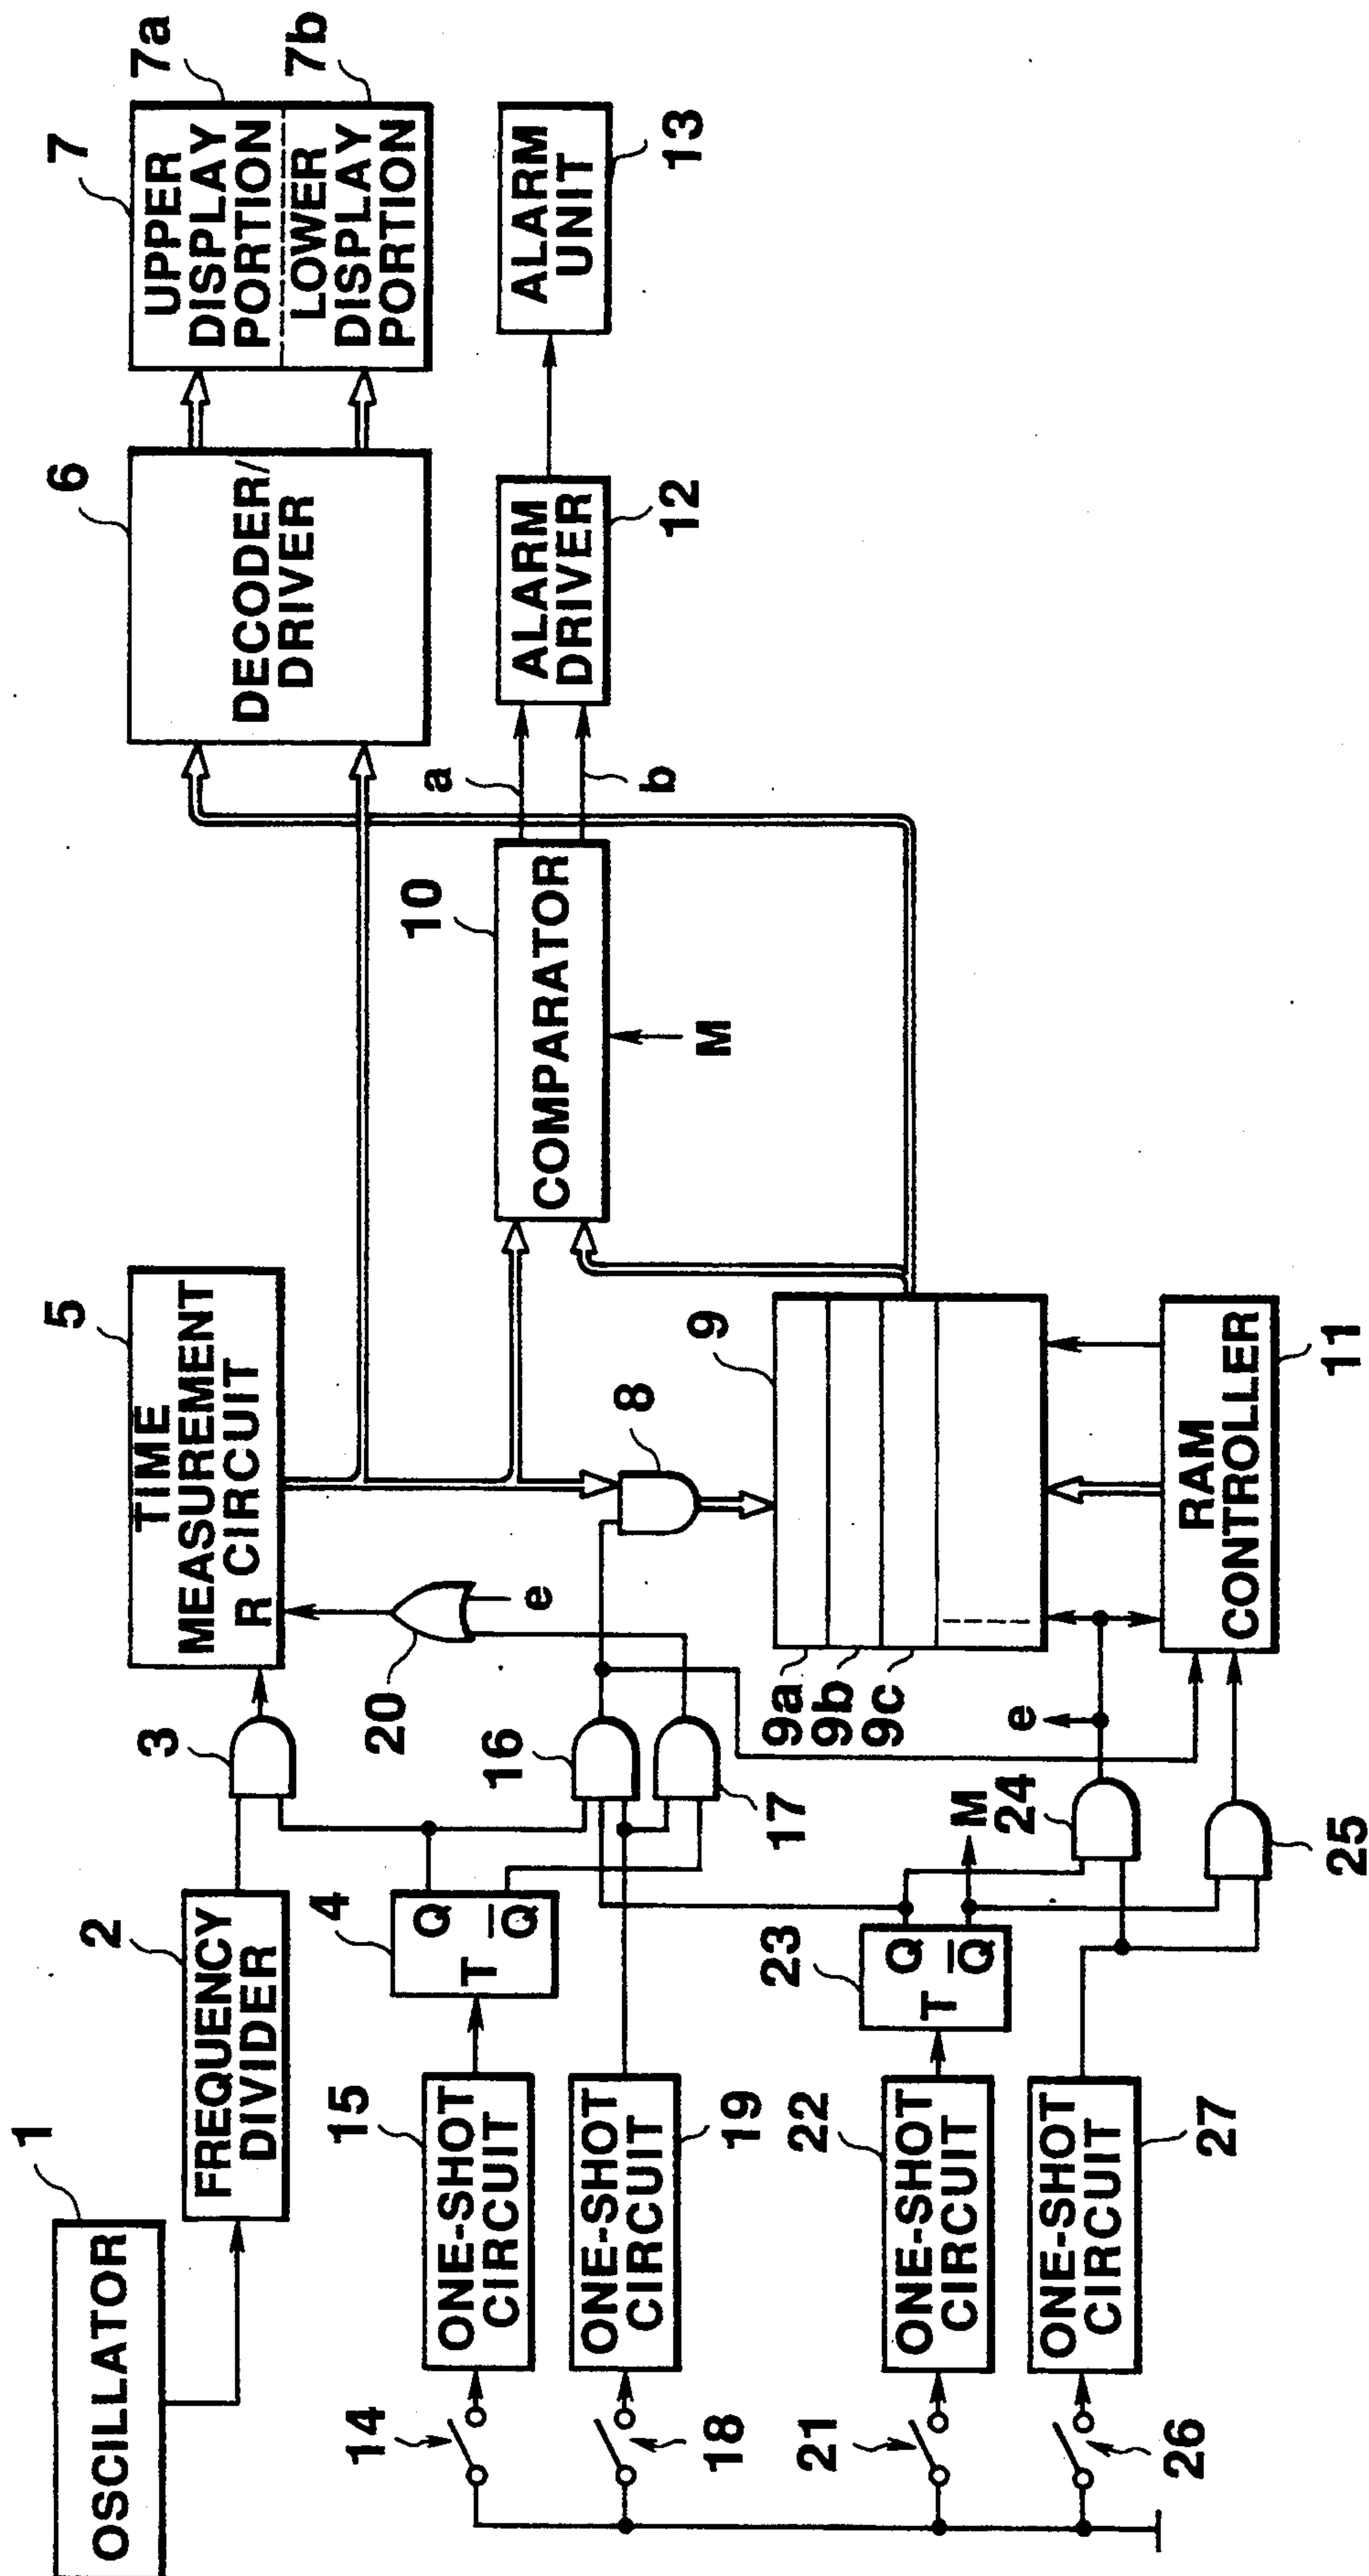 1
OSCILLATOR
2
FREQUENCY
DIVIDER
3
5
TIME
MEASUREMENT
R CIRCUIT
6
DECODER/
DRIVER
7
UPPER
DISPLAY
PORTION
7a
LOWER
DISPLAY
PORTION
7b
14
15
ONE-SHOT
CIRCUIT
4
Q
T
Q̅
20
e
18
ONE-SHOT
CIRCUIT
19
16
17
8
10
COMPARATOR
M
a
b
ALARM
DRIVER
12
ALARM
UNIT
13
9
9a
9b
9c
21
22
ONE-SHOT
CIRCUIT
23
Q
T
Q̅
M
24
e
26
ONE-SHOT
CIRCUIT
27
25
RAM
CONTROLLER
11